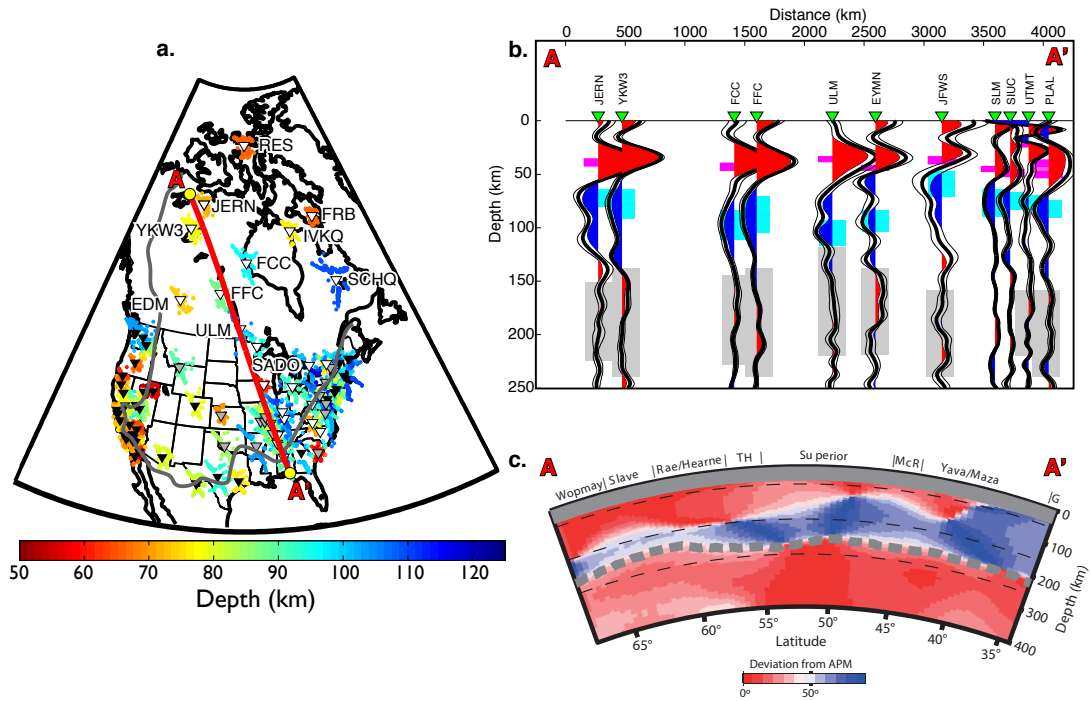 a.
RES
A
JERN
FRB
YKW3
IVKQ
FCC
SCHQ
FFC
EDM
ULM
SADO
A'
50 60 70 80 90 100 110 120
Depth (km)
Distance (km)
b.
0 500 1000 1500 2000 2500 3000 3500 4000
A
A'
JERN YKW3 FCC FFC ULM EYMN JFWS SLM SIUC UTMT PLAL
Depth (km)
0
50
100
150
200
250
c.
A
A'
Wopmay| Slave |Rae/Hearne| TH | Superior |McR| Yava/Maza |G
0
100
200
300
400
Depth (km)
65° 60° 55° 50° 45° 40° 35°
Latitude
Deviation from APM
0° 50°